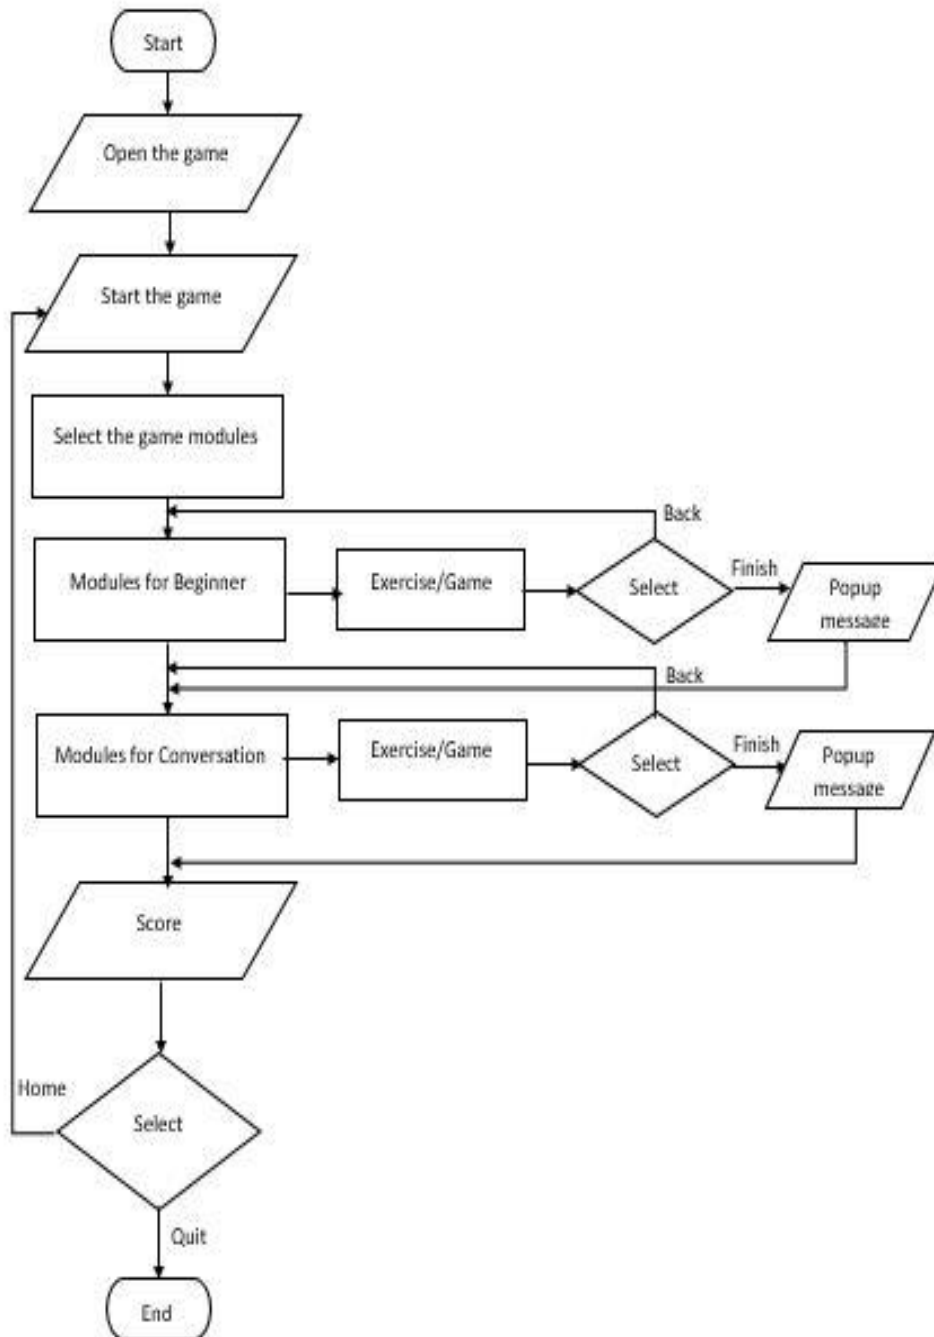 Start
Open the game
Start the game
Select the game modules
Back
Modules for Beginner
Exercise/Game
Select
Finish
Popup
message
Back
Modules for Conversation
Exercise/Game
Select
Finish
Popup
message
Score
Home
Select
Quit
End